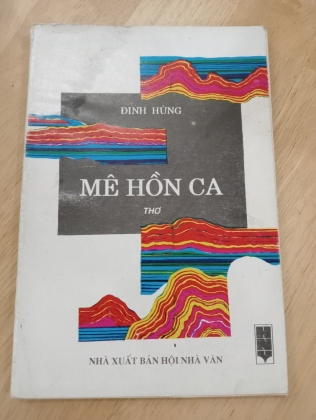 ĐINH HÙNG
MÊ HỒN CA
THƠ
NHÀ XUẤT BẢN HỘI NHÀ VĂN